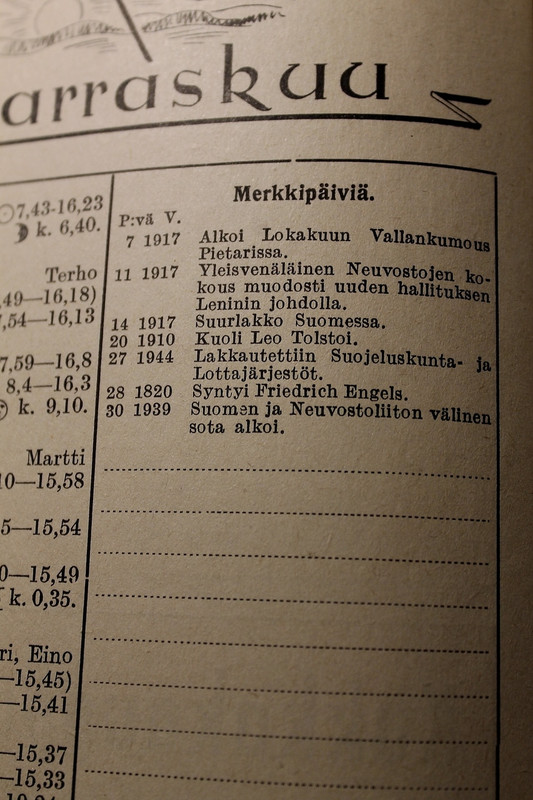 arraskuu
7,43-16,23
k. 6,40.
Terho
49—16,18)
,54—16,13
7,59—16,8
8,4—16,3
k. 9,10.
Martti
10—15,58
5—15,54
0—15,49
k. 0,35.
ri, Eino
—15,45)
—15,41
—15,37
—15,33
Merkkipäiviä.
P:vä V.
7 1917 Alkoi Lokakuun Vallankumous
Pietarissa.
11 1917 Yleisvenäläinen Neuvostojen ko-
kous muodosti uuden hallituksen
Leninin johdolla.
14 1917 Suurlakko Suomessa.
20 1910 Kuoli Leo Tolstoi.
27 1944 Lakkautettiin Suojeluskunta- ja
Lottajärjestöt.
28 1820 Syntyi Friedrich Engels.
30 1939 Suomen ja Neuvostoliiton välinen
sota alkoi.